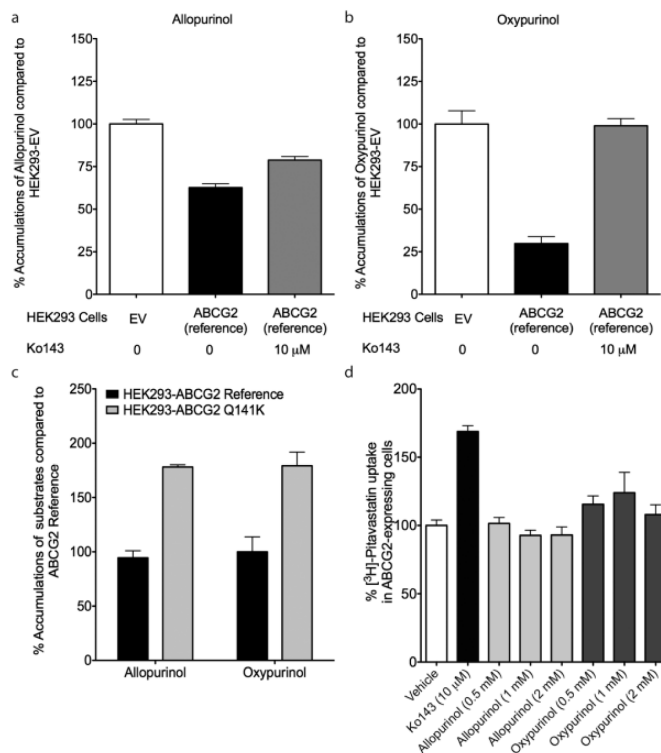 a
Allopurinol
% Accumulations of Allopurinol compared to
HEK293-EV
150
125
100
75
50
25
0
HEK293 Cells EV ABCG2 ABCG2
(reference) (reference)
Ko143 0 0 10 μM
b
Oxypurinol
% Accumulations of Oxypurinol compared to
HEK293-EV
150
125
100
75
50
25
0
HEK293 Cells EV ABCG2 ABCG2
(reference) (reference)
Ko143 0 0 10 μM
c
% Accumulations of substrates compared to
ABCG2 Reference
250
200
150
100
50
0
HEK293-ABCG2 Reference
HEK293-ABCG2 Q141K
Allopurinol Oxypurinol
d
% [³H]-Pitavastatin uptake
in ABCG2-expressing cells
200
150
100
50
0
Vehicle
Ko143 (10 μM)
Allopurinol (0.5 mM)
Allopurinol (1 mM)
Allopurinol (2 mM)
Oxypurinol (0.5 mM)
Oxypurinol (1 mM)
Oxypurinol (2 mM)